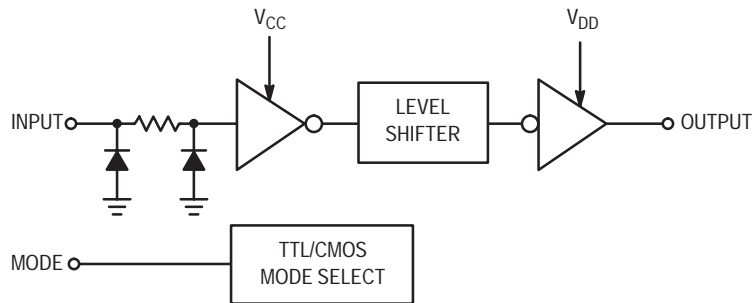 VCC
VDD
INPUT
LEVEL
SHIFTER
OUTPUT
MODE
TTL/CMOS
MODE SELECT